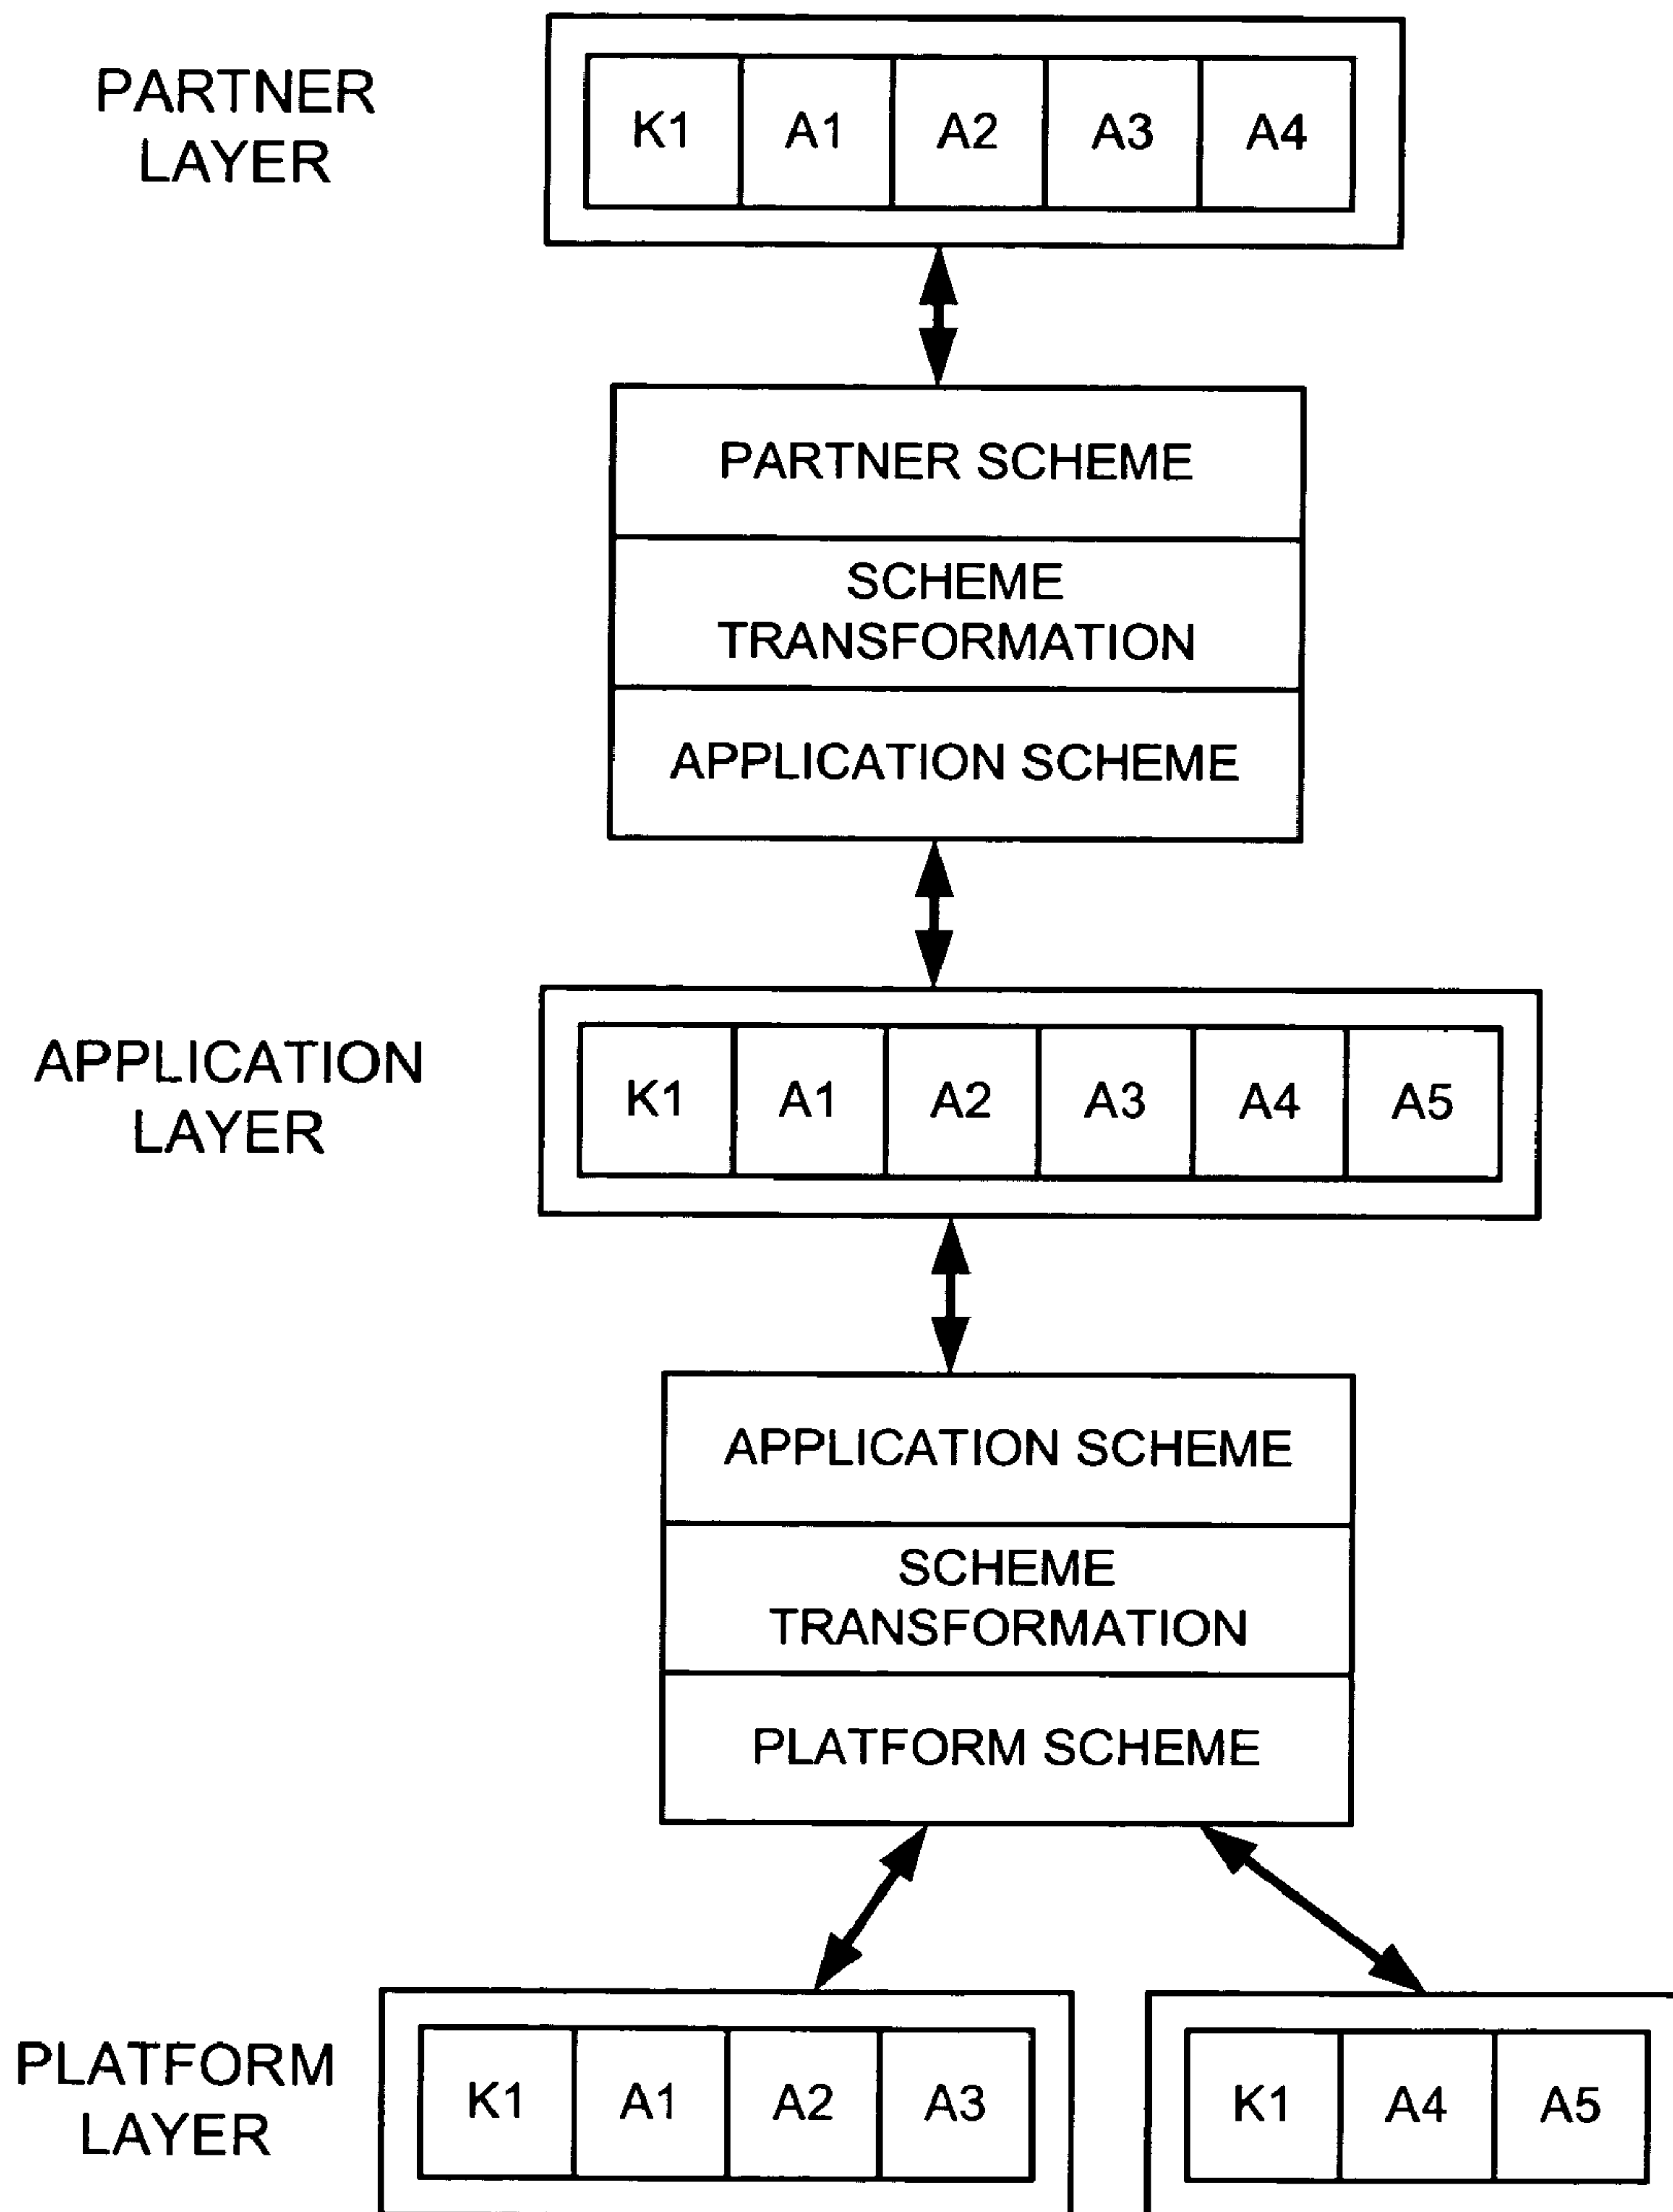 PARTNER
LAYER
K1 A1 A2 A3 A4
PARTNER SCHEME
SCHEME
TRANSFORMATION
APPLICATION SCHEME
APPLICATION
LAYER
K1 A1 A2 A3 A4 A5
APPLICATION SCHEME
SCHEME
TRANSFORMATION
PLATFORM SCHEME
PLATFORM
LAYER
K1 A1 A2 A3
K1 A4 A5